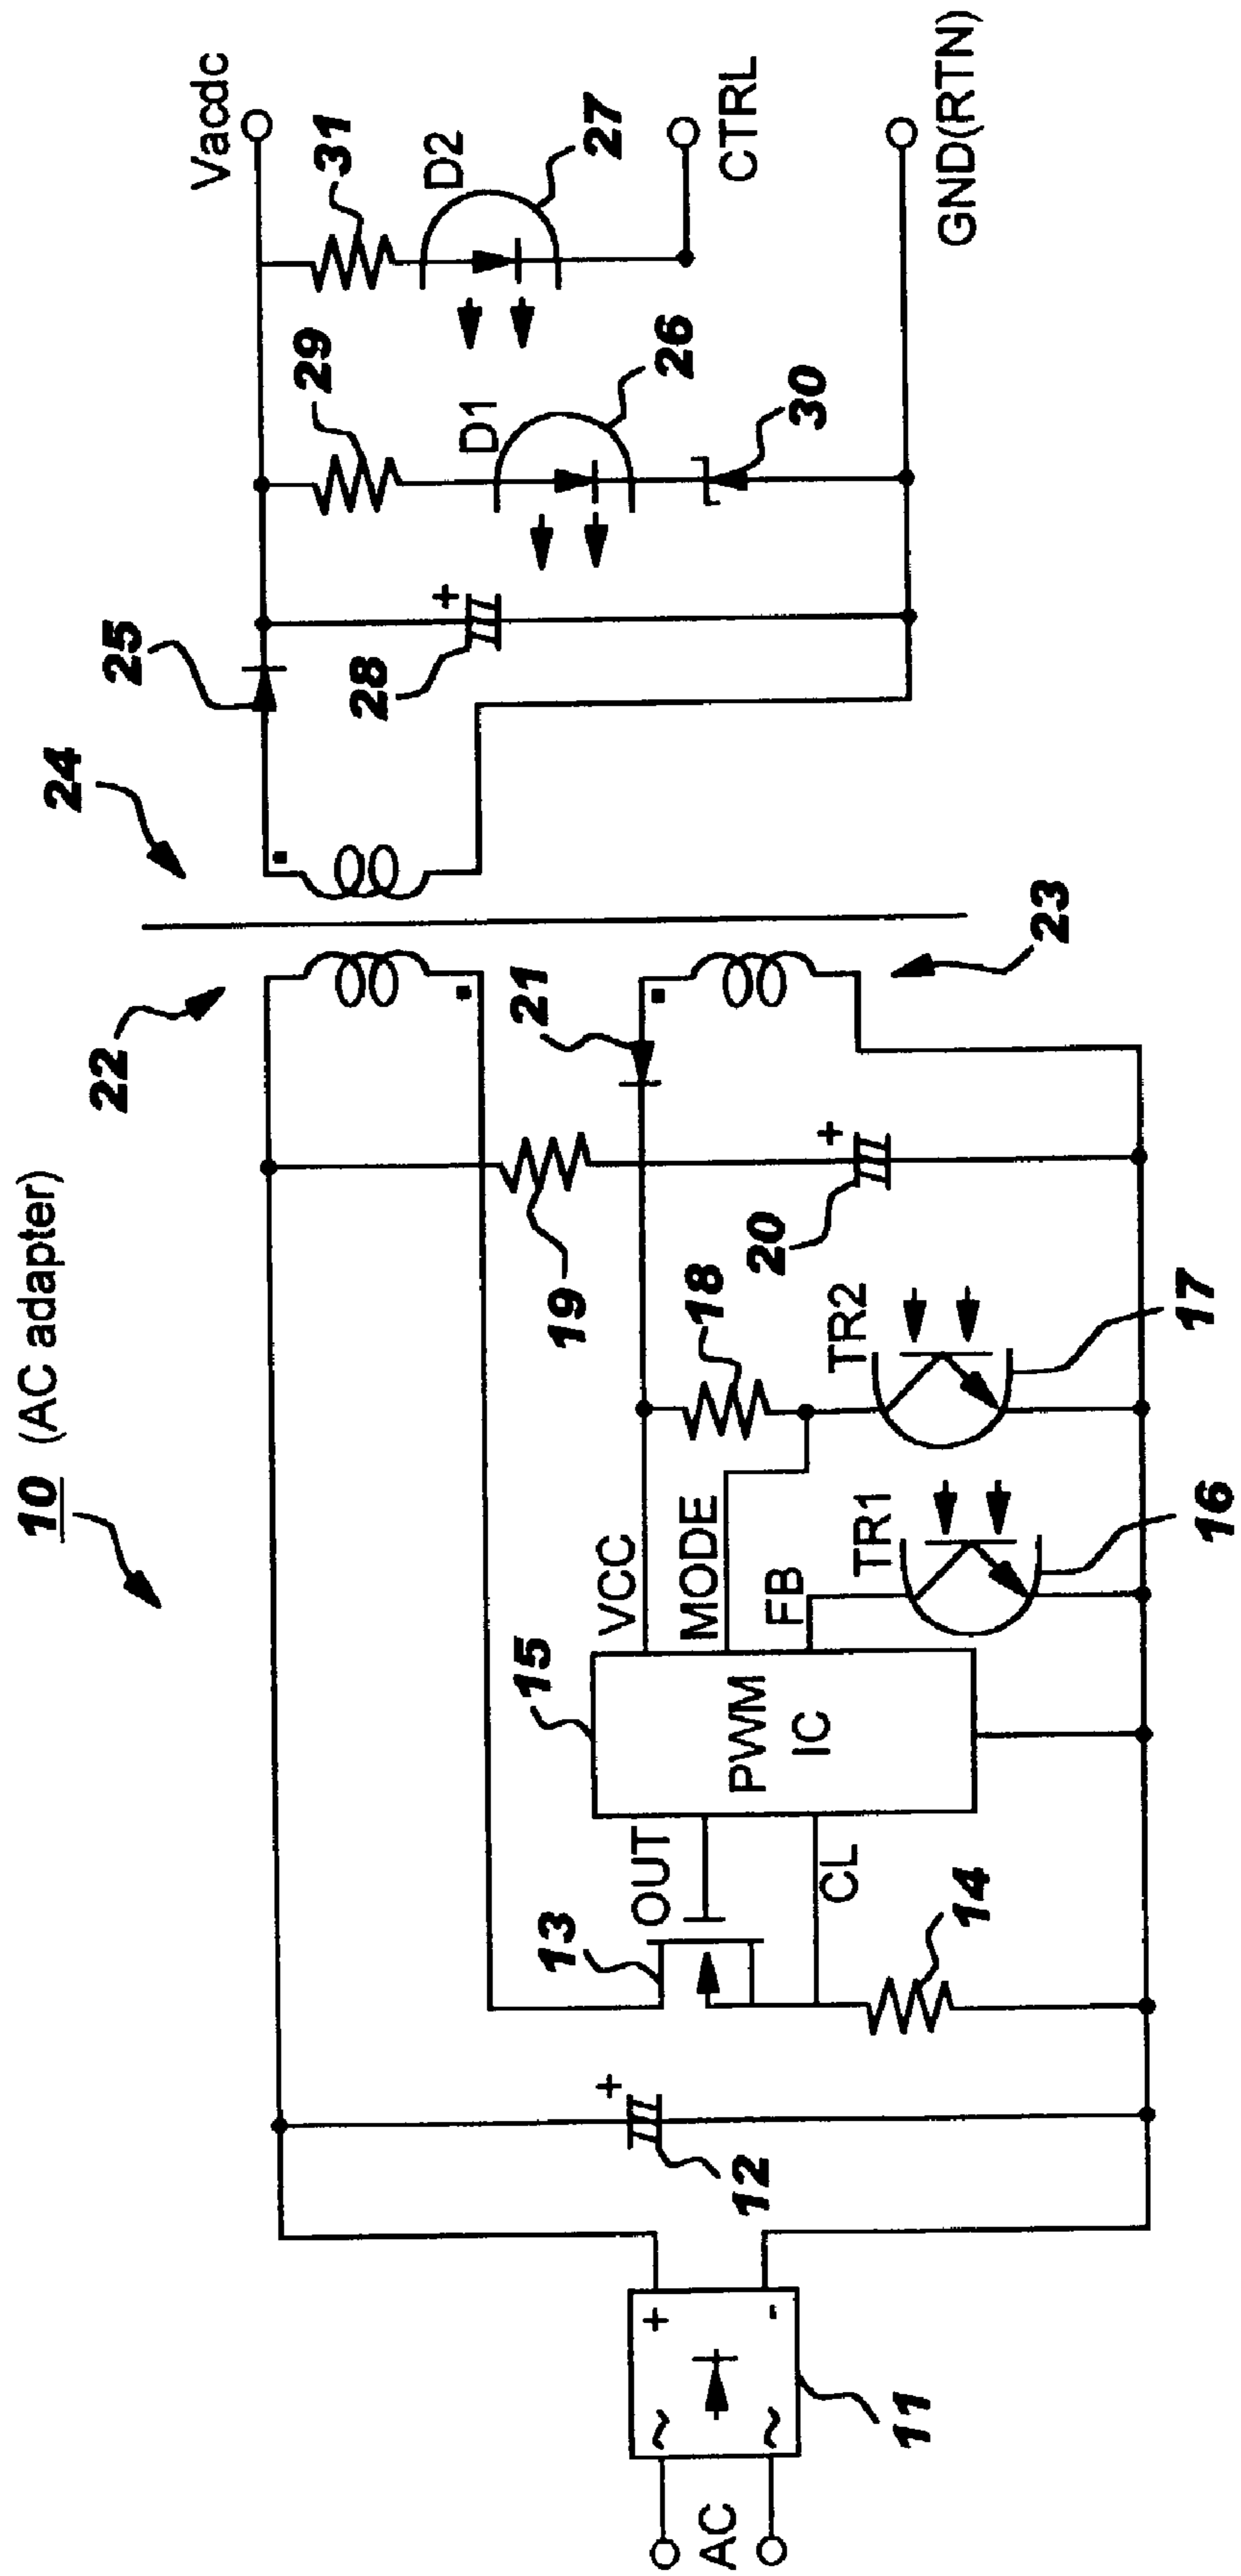 10 (AC adapter)
22
24
25
Vacdc
29
31
D2
27
CTRL
D1
26
28
30
GND(RTN)
21
23
19
20
18
TR2
17
VCC
MODE
FB
TR1
16
15
PWM
IC
OUT
CL
13
14
+
+
+
12
+
-
~
~
11
AC